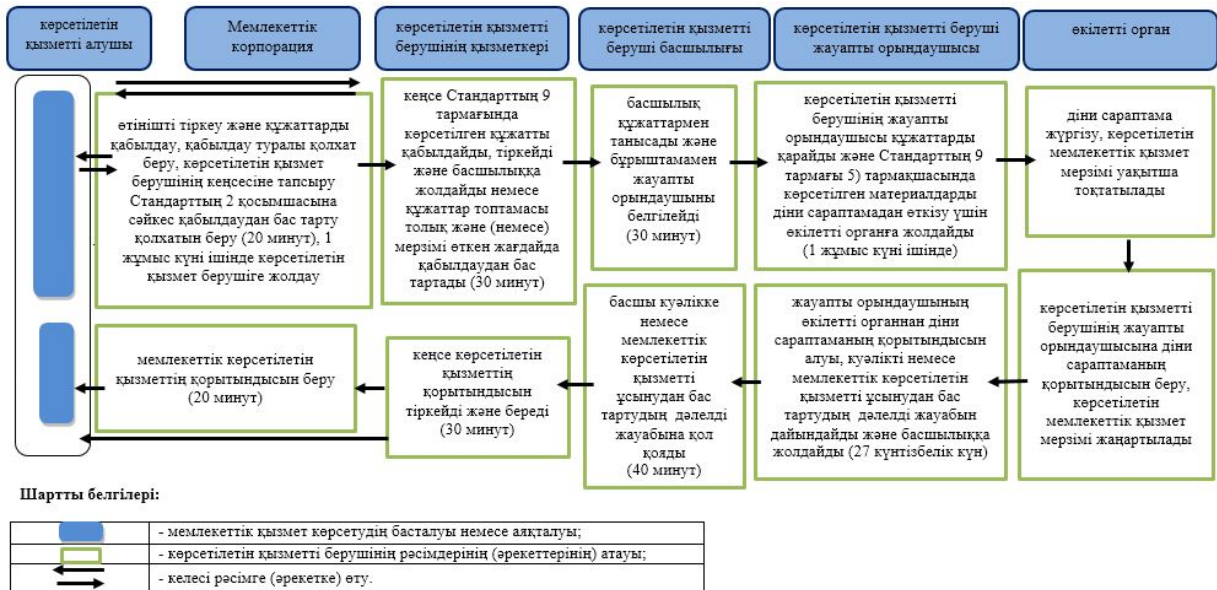 көрсетілетін
қызметті алушы
Мемлекеттік
корпорация
көрсетілетін қызметті
берушінің қызметкері
көрсетілетін қызметті
беруші басшылығы
көрсетілетін қызметті беруші
жауапты орындаушысы
өкілетті орган
өтінішті тіркеу және құжаттарды
қабылдау, қабылдау туралы қолхат
беру, көрсетілетін қызмет
берушінің кеңсесіне тапсыру
Стандарттың 2 қосымшасына
сәйкес қабылдаудан бас тарту
қолхатын беру (20 минут), 1
жұмыс күні ішінде көрсетілетін
қызмет берушіге жолдау
кеңсе Стандарттың 9
тармағында
көрсетілген құжатты
қабылдайды, тіркейді
және басшылыққа
жолдайды немесе
құжаттар топтамасы
толық және (немесе)
мерзімі өткен жағдайда
қабылдаудан бас
тартады (30 минут)
басшылық
құжаттармен
танысады және
бұрыштамамен
жауапты
орындаушыны
белгілейді
(30 минут)
көрсетілетін қызметті
берушінің жауапты
орындаушысы құжаттарды
қарайды және Стандарттың 9
тармағы 5) тармақшасында
көрсетілген материалдарды
діни сараптамадан өткізу үшін
өкілетті органға жолдайды
(1 жұмыс күні ішінде)
діни сараптама
жүргізу, көрсетілетін
мемлекеттік қызмет
мерзімі уақытша
тоқтатылады
мемлекеттік көрсетілетін
қызметтің қорытындысын беру
(20 минут)
кеңсе көрсетілетін
қызметтің
қорытындысын
тіркейді және береді
(30 минут)
басшы куәлікке
немесе
мемлекеттік
көрсетілетін
қызметті
ұсынудан бас
тартудың дәлелді
жауабына қол
қояды
(40 минут)
жауапты орындаушының
өкілетті органнан діни
сараптаманың қорытындысын
алуы, куәлікті немесе
мемлекеттік көрсетілетін
қызметті ұсынудан бас
тартудың дәлелді жауабын
дайындайды және басшылыққа
жолдайды (27 күнтізбелік күн)
көрсетілетін қызметті
берушінің жауапты
орындаушысына діни
сараптаманың
қорытындысын беру,
көрсетілетін
мемлекеттік қызмет
мерзімі жаңартылады
Шартты белгілері:
- мемлекеттік қызмет көрсетудің басталуы немесе аяқталуы;
- көрсетілетін қызметті берушінің рәсімдерінің (әрекеттерінің) атауы;
- келесі рәсімге (әрекетке) өту.